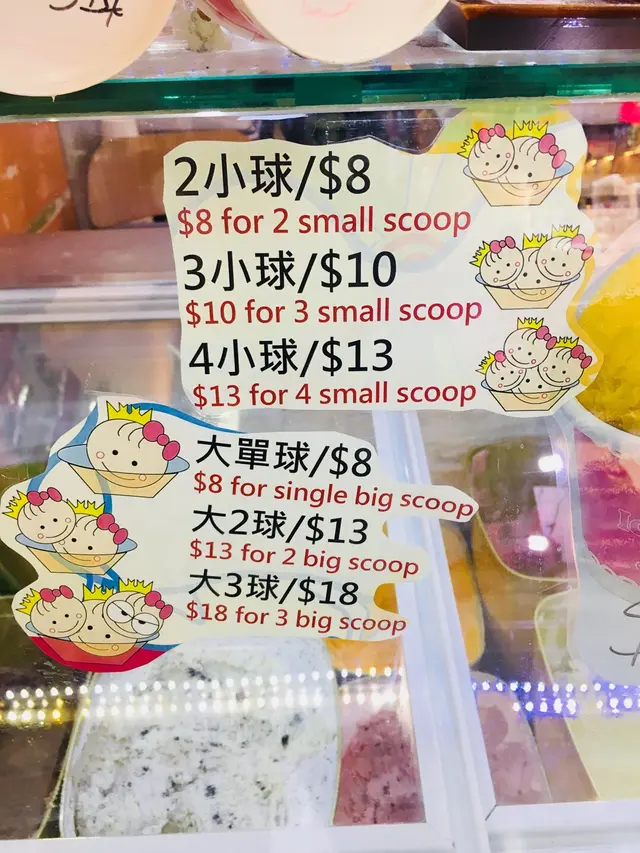 2小球/$8
$8 for 2 small scoop
3小球/$10
$10 for 3 small scoop
4小球/$13
$13 for 4 small scoop
大單球/$8
$8 for single big scoop
大2球/$13
$13 for 2 big scoop
大3球/$18
$18 for 3 big scoop